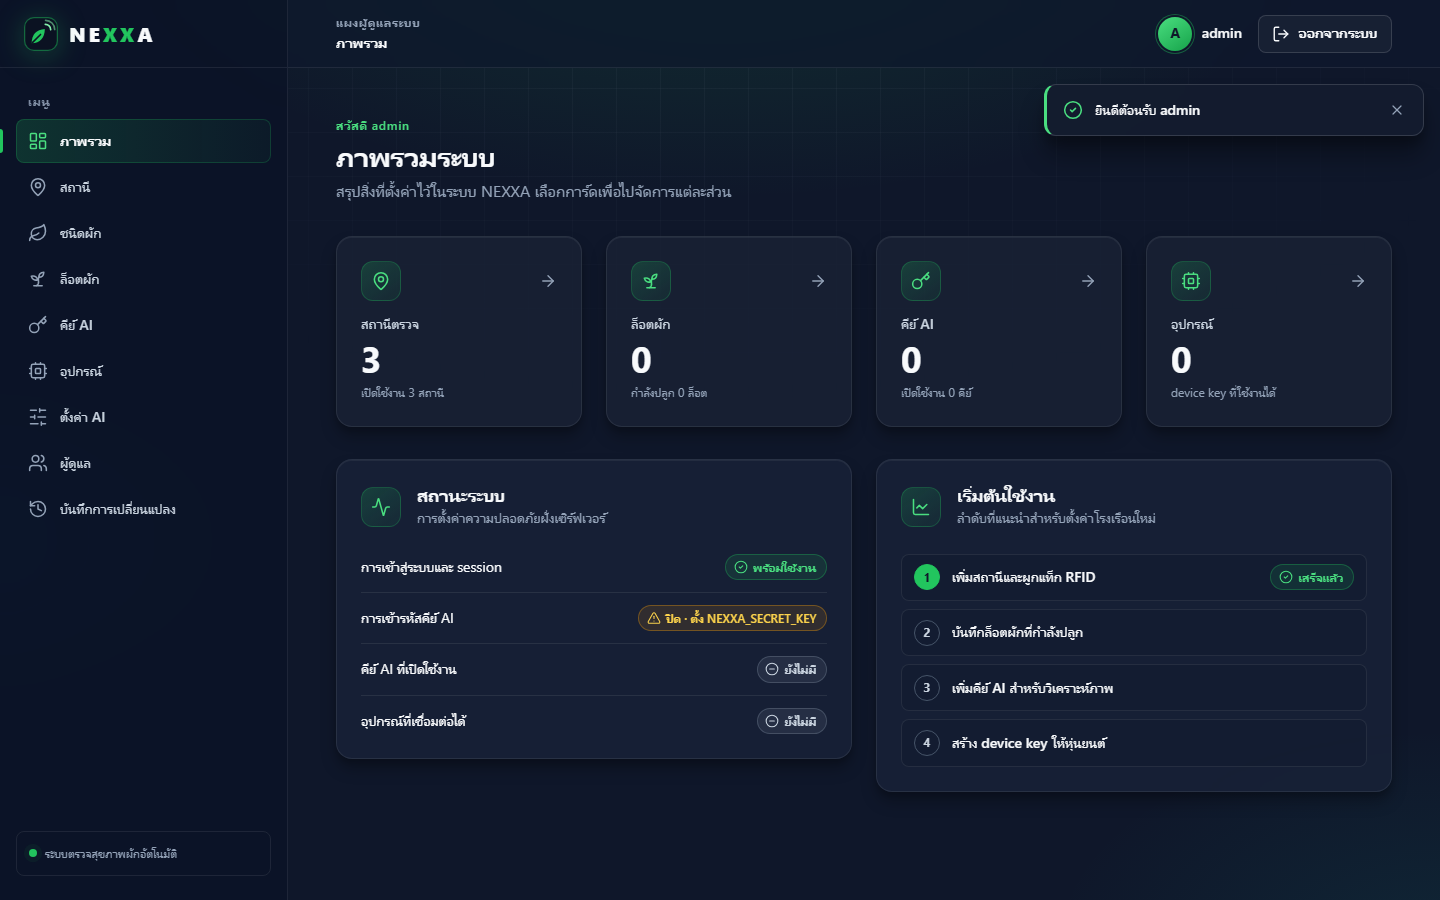 NEXXA
แผงผู้ดูแลระบบ
ภาพรวม
A
admin
ออกจากระบบ
ยินดีต้อนรับ admin
เมนู
ภาพรวม
สถานี
ชนิดผัก
ล็อตผัก
คีย์ AI
อุปกรณ์
ตั้งค่า AI
ผู้ดูแล
บันทึกการเปลี่ยนแปลง
ระบบตรวจสุขภาพผักอัตโนมัติ
สวัสดี admin
ภาพรวมระบบ
สรุปสิ่งที่ตั้งค่าไว้ในระบบ NEXXA เลือกการ์ดเพื่อไปจัดการแต่ละส่วน
สถานีตรวจ
3
เปิดใช้งาน 3 สถานี
ล็อตผัก
0
กำลังปลูก 0 ล็อต
คีย์ AI
0
เปิดใช้งาน 0 คีย์
อุปกรณ์
0
device key ที่ใช้งานได้
สถานะระบบ
การตั้งค่าความปลอดภัยฝั่งเซิร์ฟเวอร์
การเข้าสู่ระบบและ session
พร้อมใช้งาน
การเข้ารหัสคีย์ AI
ปิด · ตั้ง NEXXA_SECRET_KEY
คีย์ AI ที่เปิดใช้งาน
ยังไม่มี
อุปกรณ์ที่เชื่อมต่อได้
ยังไม่มี
เริ่มต้นใช้งาน
ลำดับที่แนะนำสำหรับตั้งค่าโรงเรือนใหม่
1 เพิ่มสถานีและผูกแท็ก RFID
เสร็จแล้ว
2 บันทึกล็อตผักที่กำลังปลูก
3 เพิ่มคีย์ AI สำหรับวิเคราะห์ภาพ
4 สร้าง device key ให้หุ่นยนต์